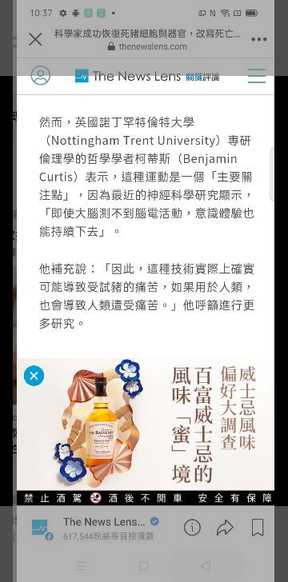 10:37
科學家成功恢復死豬細胞與器官，改寫死亡...
thenewslens.com
The News Lens 關鍵評論
然而，英國諾丁罕特倫特大學
（Nottingham Trent University）專研
倫理學的哲學學者柯蒂斯（Benjamin
Curtis）表示，這種運動是一個「主要關
注點」，因為最近的神經科學研究顯示，
「即使大腦測不到腦電活動，意識體驗也
能持續下去」。
他補充說：「因此，這種技術實際上確實
可能導致受試豬的痛苦，如果用於人類，
也會導致人類遭受痛苦。」他呼籲進行更
多研究。
威士忌風味
偏好大調查
百富威士忌的
風味「蜜」境
THE BALVENIE
禁止酒駕 酒後不開車 安全有保障
The News Lens...
617,544